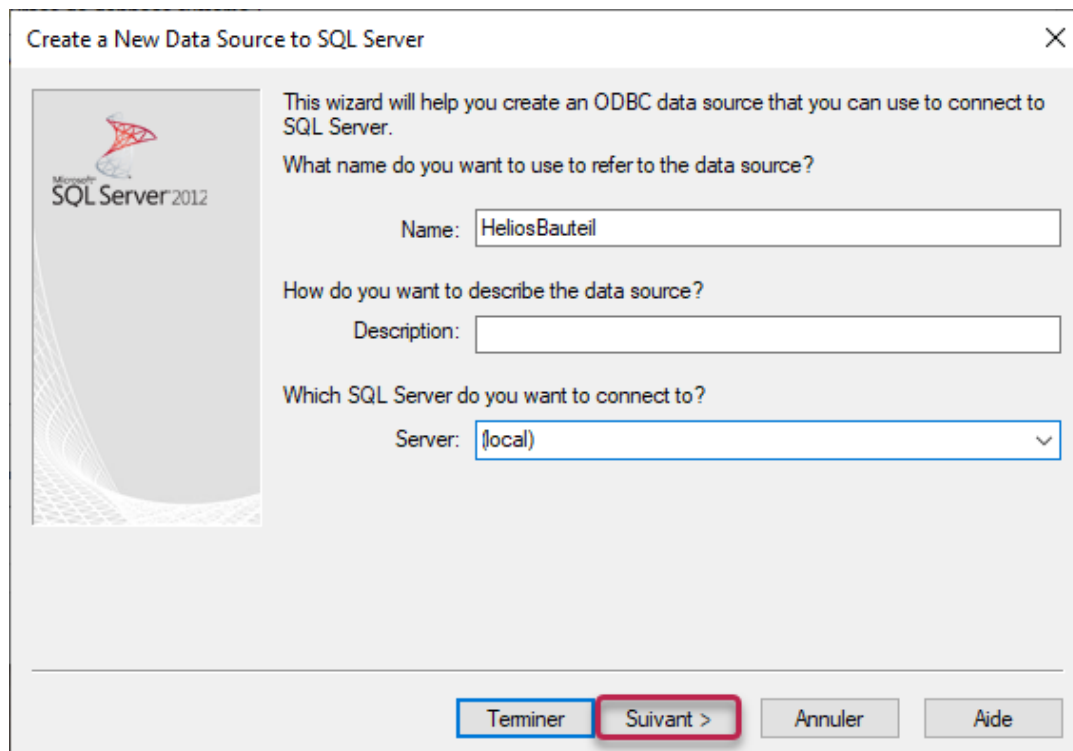 Create a New Data Source to SQL Server
This wizard will help you create an ODBC data source that you can use to connect to
SQL Server.
What name do you want to use to refer to the data source?
Microsoft
SQL Server 2012
Name: HeliosBauteil
How do you want to describe the data source?
Description:
Which SQL Server do you want to connect to?
Server: (local)
Terminer Suivant > Annuler Aide